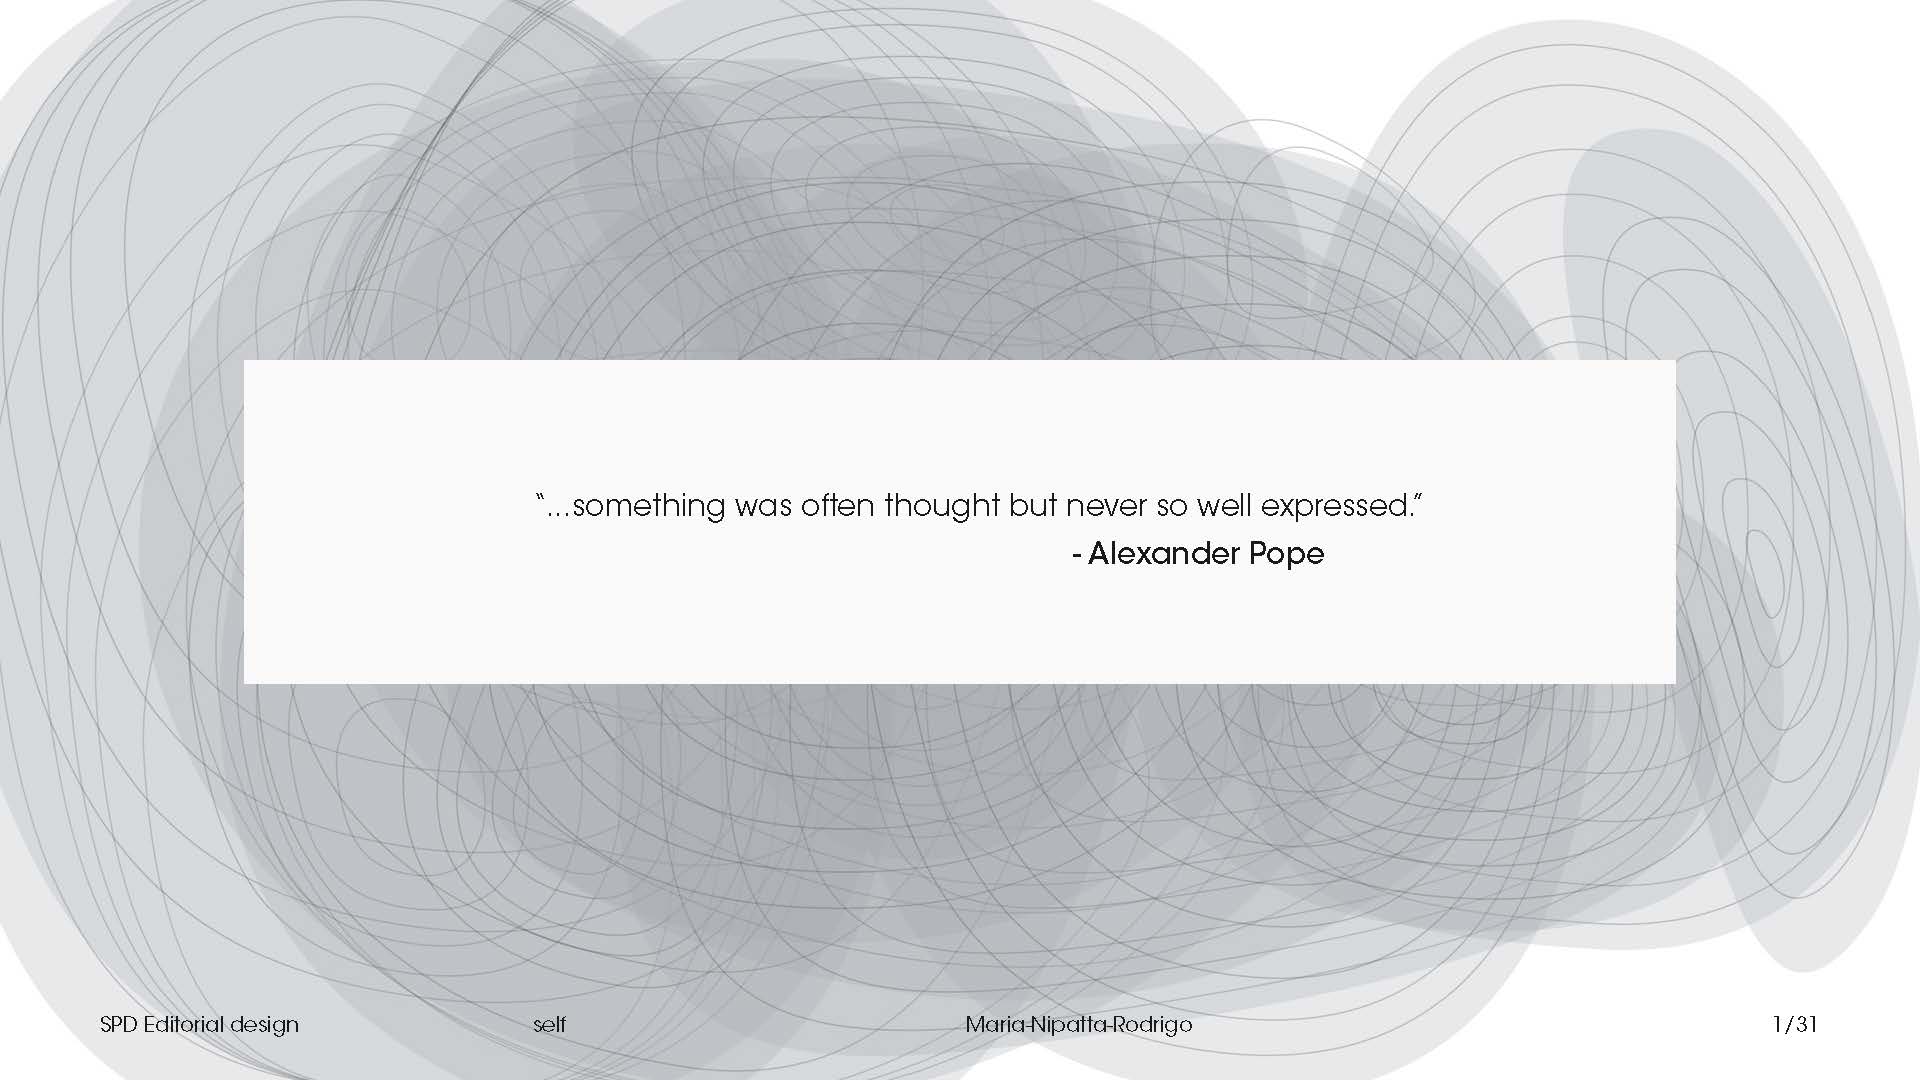 “...something was often thought but never so well expressed.”
- Alexander Pope
SPD Editorial design self Maria-Nipatta-Rodrigo 1/31